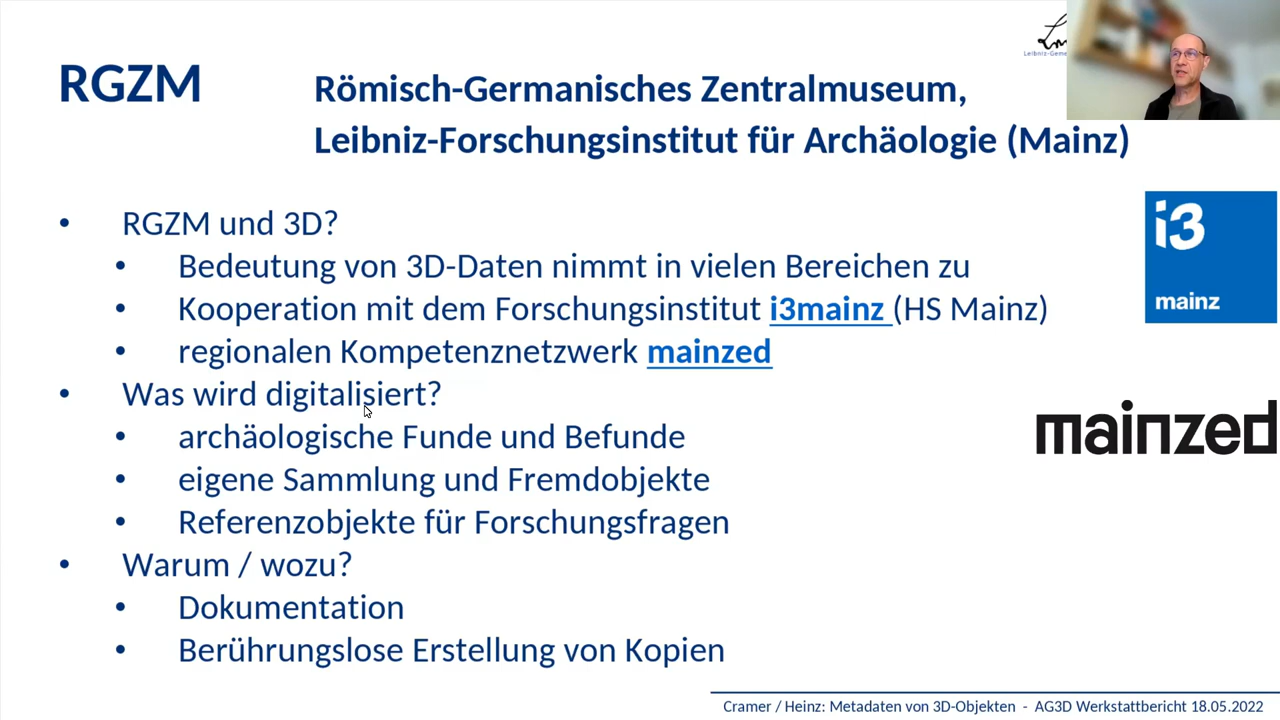 RGZM
Römisch-Germanisches Zentralmuseum,
Leibniz-Forschungsinstitut für Archäologie (Mainz)
• RGZM und 3D?
• Bedeutung von 3D-Daten nimmt in vielen Bereichen zu
• Kooperation mit dem Forschungsinstitut i3mainz (HS Mainz)
• regionalen Kompetenznetzwerk mainzed
• Was wird digitalisiert?
• archäologische Funde und Befunde
• eigene Sammlung und Fremdobjekte
• Referenzobjekte für Forschungsfragen
• Warum / wozu?
• Dokumentation
• Berührungslose Erstellung von Kopien
i3
mainz
mainzed
Cramer / Heinz: Metadaten von 3D-Objekten - AG3D Werkstattbericht 18.05.2022